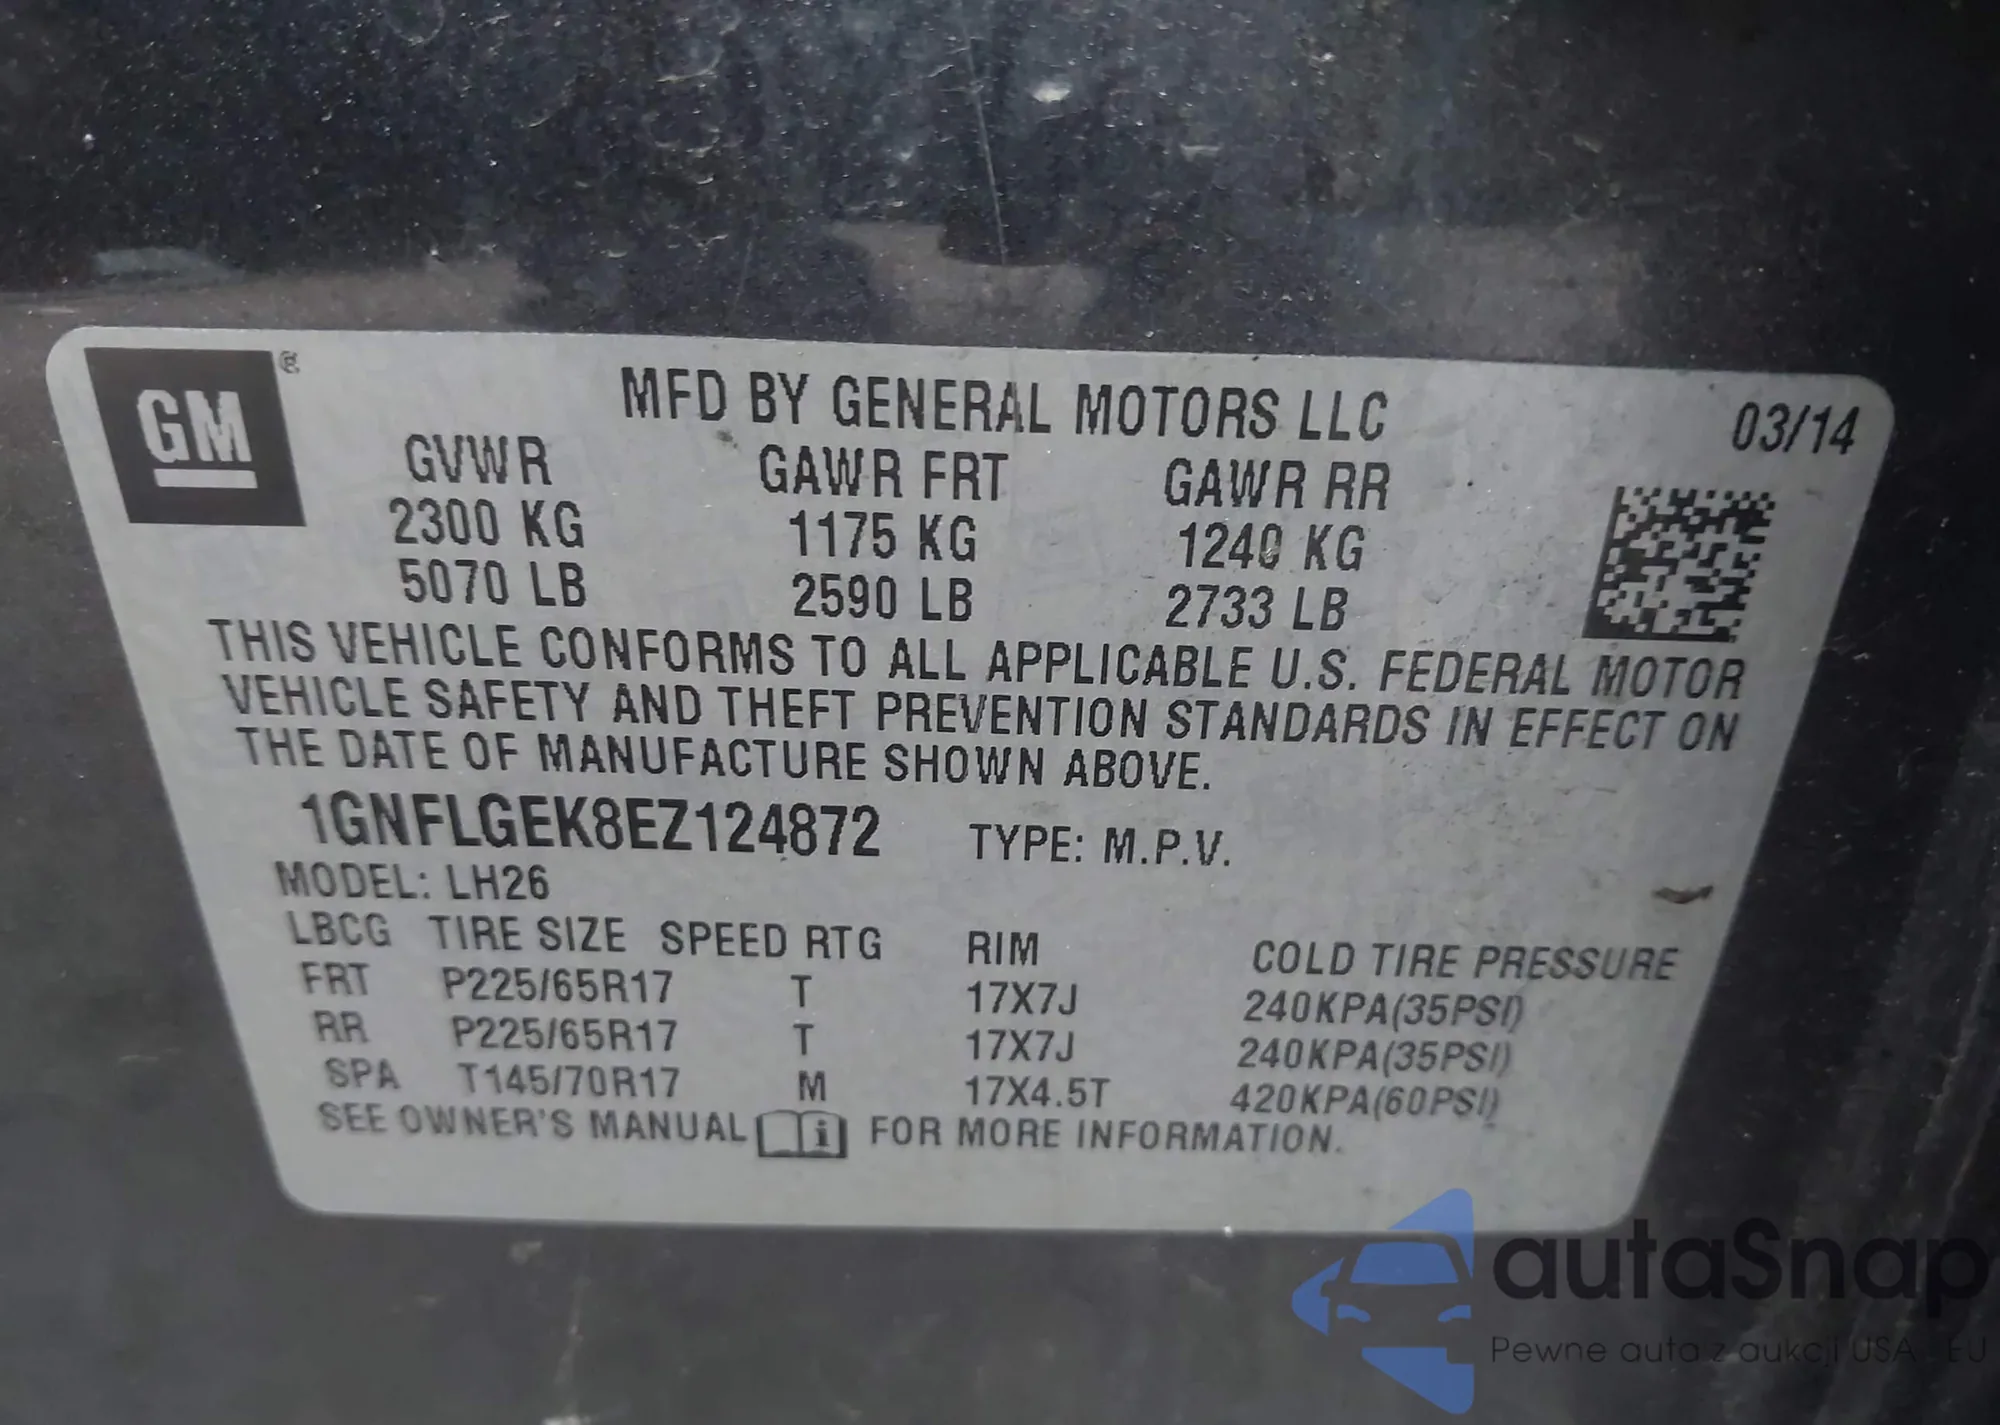 GM ®
MFD BY GENERAL MOTORS LLC 03/14
GVWR GAWR FRT GAWR RR
2300 KG 1175 KG 1240 KG
5070 LB 2590 LB 2733 LB
THIS VEHICLE CONFORMS TO ALL APPLICABLE U.S. FEDERAL MOTOR
VEHICLE SAFETY AND THEFT PREVENTION STANDARDS IN EFFECT ON
THE DATE OF MANUFACTURE SHOWN ABOVE.
1GNFLGEK8EZ124872 TYPE: M.P.V.
MODEL: LH26
LBCG TIRE SIZE SPEED RTG RIM COLD TIRE PRESSURE
FRT P225/65R17 T 17X7J 240KPA(35PSI)
RR P225/65R17 T 17X7J 240KPA(35PSI)
SPA T145/70R17 M 17X4.5T 420KPA(60PSI)
SEE OWNER'S MANUAL i FOR MORE INFORMATION.
autaSnap
Pewne auta z aukcji USA EU